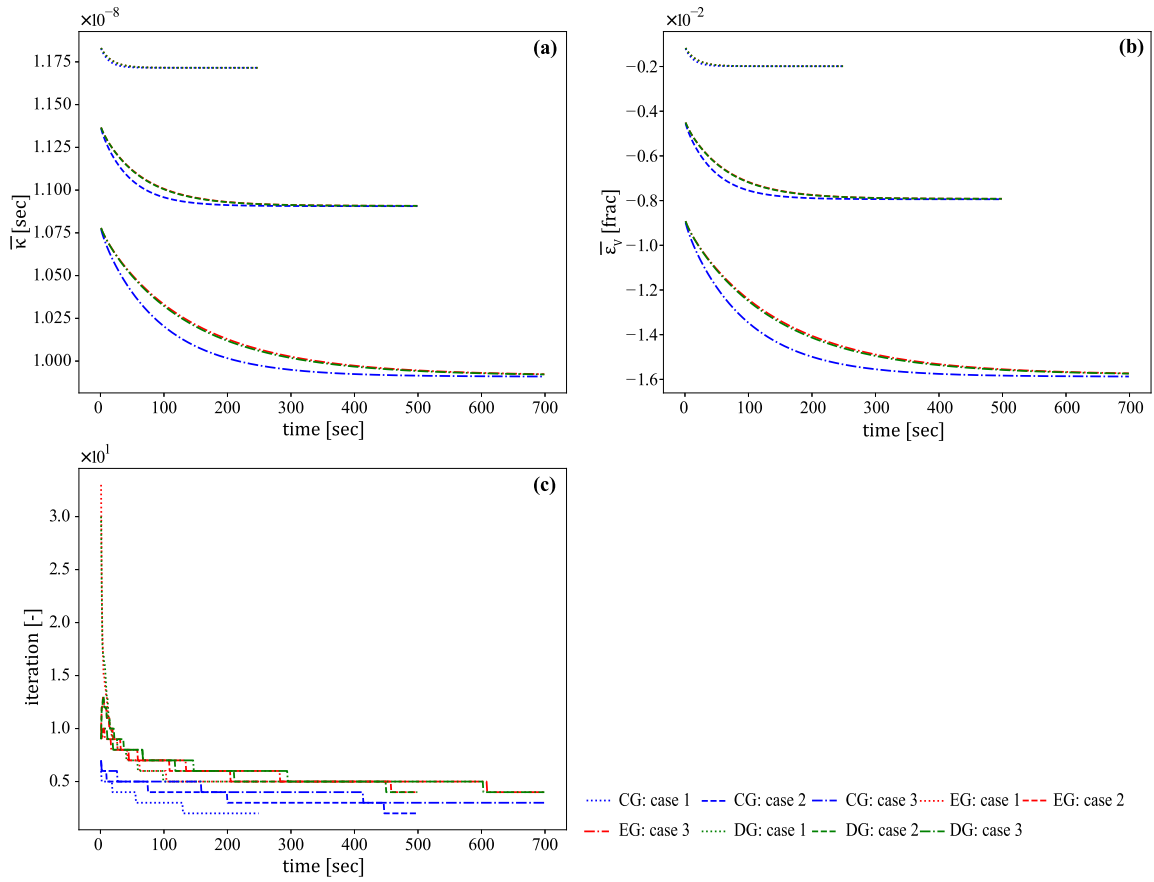 ×10⁻⁸
(a)
1.175
1.150
1.125
1.100
1.075
1.050
1.025
1.000
κ̅ [sec]
0 100 200 300 400 500 600 700
time [sec]
×10⁻²
(b)
−0.2
−0.4
−0.6
−0.8
−1.0
−1.2
−1.4
−1.6
ε̅ᵥ [frac]
0 100 200 300 400 500 600 700
time [sec]
×10¹
(c)
3.0
2.5
2.0
1.5
1.0
0.5
iteration [-]
0 100 200 300 400 500 600 700
time [sec]
CG: case 1 CG: case 2 CG: case 3 EG: case 1 EG: case 2
EG: case 3 DG: case 1 DG: case 2 DG: case 3